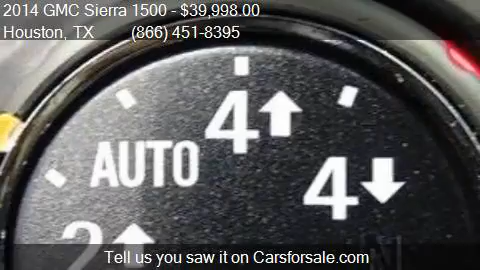 2014 GMC Sierra 1500 - $39,998.00
Houston, TX (866) 451-8395
4↑
AUTO
4↓
2↑
N
Tell us you saw it on Carsforsale.com